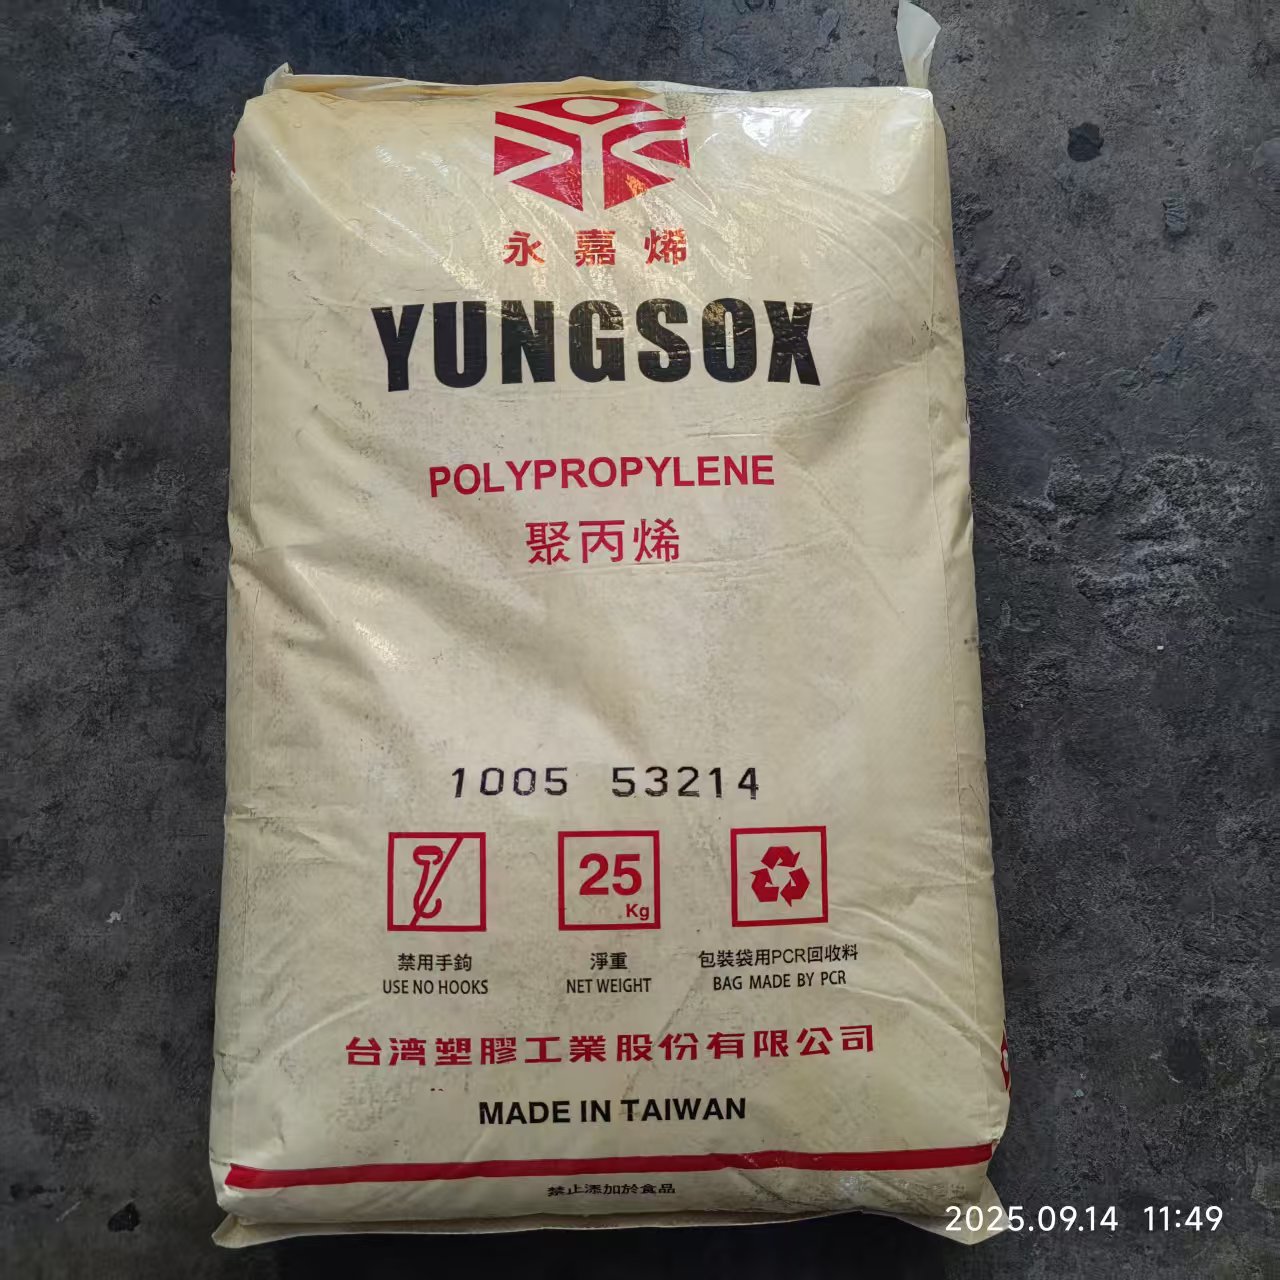 永嘉烯
YUNGSOX
POLYPROPYLENE
聚丙烯
1005 53214
25
Kg
禁用手鉤 淨重 包裝袋用PCR回收料
USE NO HOOKS NET WEIGHT BAG MADE BY PCR
台湾塑膠工業股份有限公司
MADE IN TAIWAN
禁止添加於食品
2025.09.14 11:49